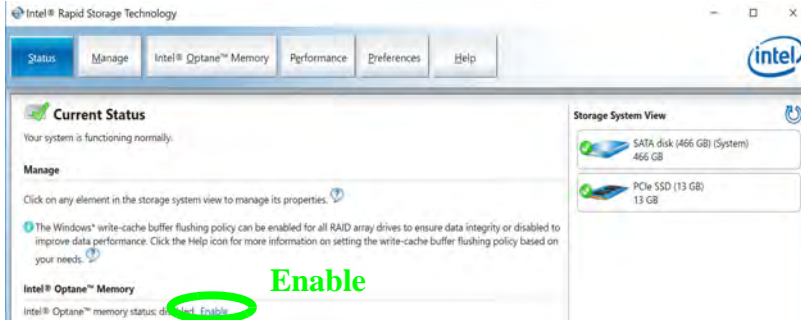 Intel® Rapid Storage Technology
Status Manage Intel® Optane™ Memory Performance Preferences Help
intel
Current Status
Your system is functioning normally.
Manage
Click on any element in the storage system view to manage its properties.
The Windows* write-cache buffer flushing policy can be enabled for all RAID array drives to ensure data integrity or disabled to
improve data performance. Click the Help icon for more information on setting the write-cache buffer flushing policy based on
your needs.
Enable
Intel® Optane™ Memory
Intel® Optane™ memory status: disabled Enable
Storage System View
SATA disk (466 GB) (System)
466 GB
PCIe SSD (13 GB)
13 GB